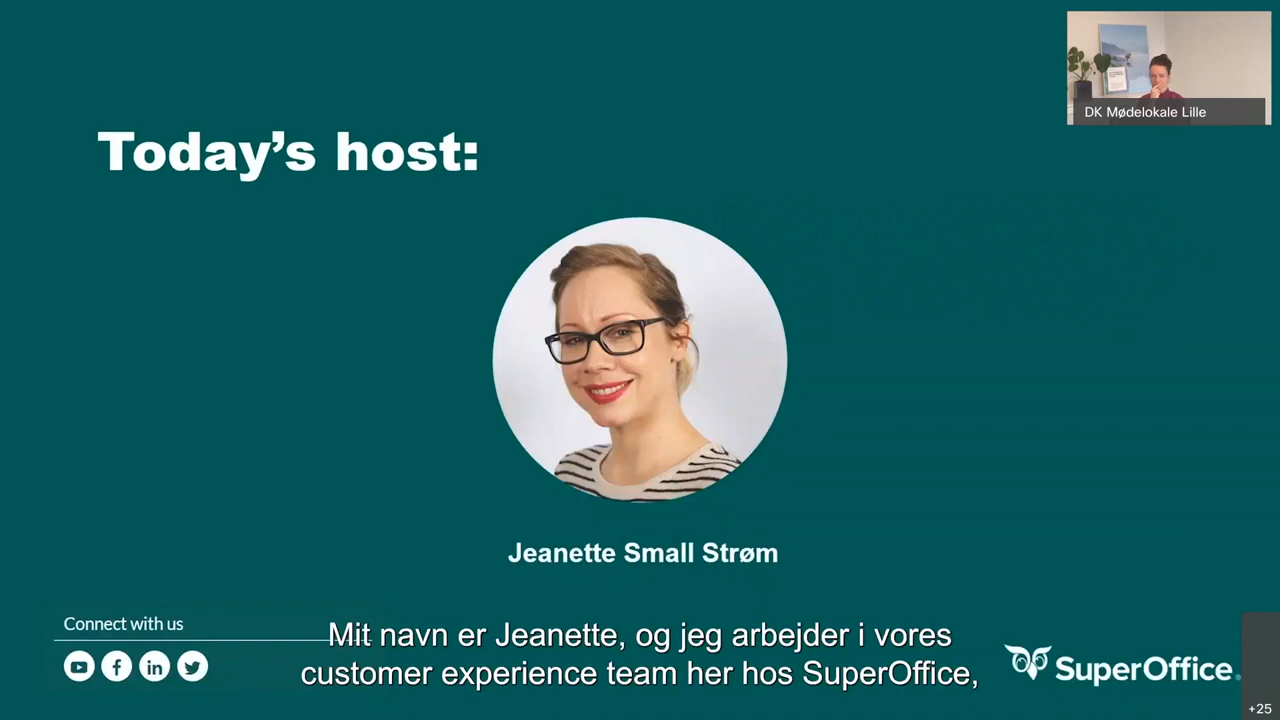 DK Mødelokale Lille
Today's host:
Jeanette Small Strøm
Connect with us
Mit navn er Jeanette, og jeg arbejder i vores
customer experience team her hos SuperOffice,
SuperOffice.
+25